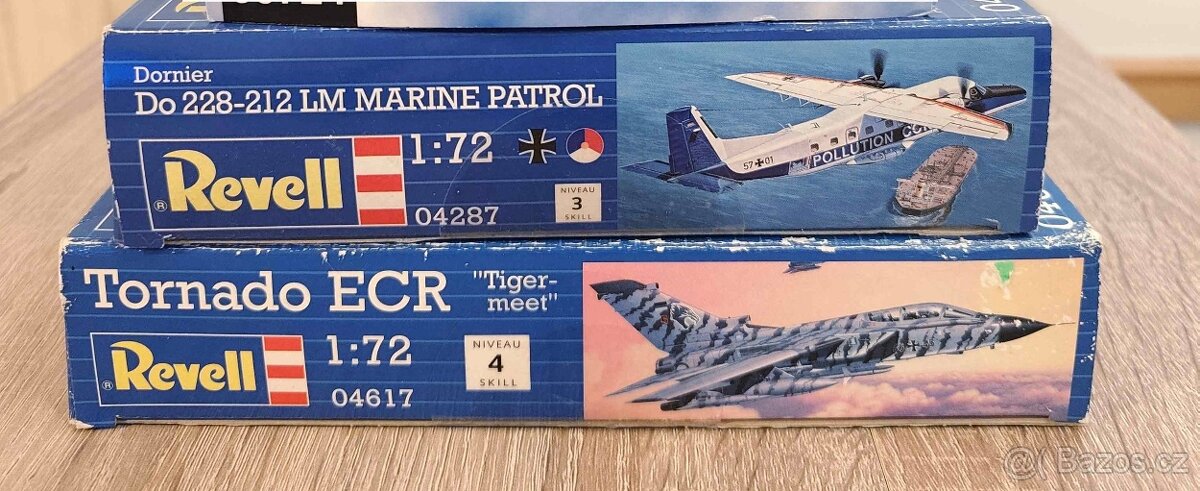 Dornier
Do 228-212 LM MARINE PATROL
Revell
®
1:72
04287
NIVEAU
3
SKILL
57 01
POLLUTION
Tornado ECR
"Tiger-
meet"
Revell
®
1:72
04617
NIVEAU
4
SKILL
@ Bazos.cz